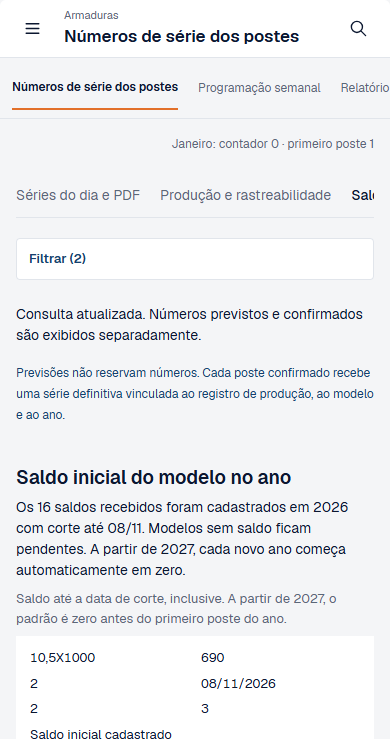 Armaduras
Números de série dos postes
Números de série dos postes Programação semanal Relatório
Janeiro: contador 0 · primeiro poste 1
Séries do dia e PDF Produção e rastreabilidade
Filtrar (2)
Consulta atualizada. Números previstos e confirmados
são exibidos separadamente.
Previsões não reservam números. Cada poste confirmado recebe
uma série definitiva vinculada ao registro de produção, ao modelo
e ao ano.
Saldo inicial do modelo no ano
Os 16 saldos recebidos foram cadastrados em 2026
com corte até 08/11. Modelos sem saldo ficam
pendentes. A partir de 2027, cada novo ano começa
automaticamente em zero.
Saldo até a data de corte, inclusive. A partir de 2027, o
padrão é zero antes do primeiro poste do ano.
10,5X1000 690
2 08/11/2026
2 3
Saldo inicial cadastrado